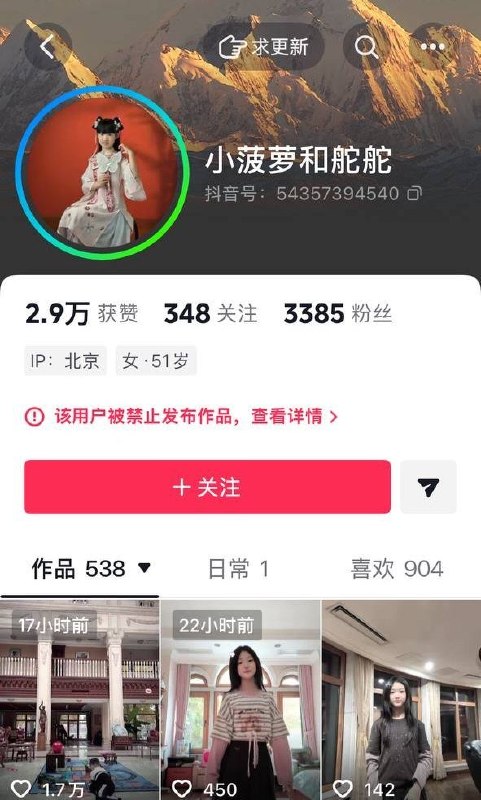 求更新
小菠萝和舵舵
抖音号：54357394540
2.9万 获赞 348 关注 3385 粉丝
IP：北京 女·51岁
该用户被禁止发布作品，查看详情
+ 关注
作品 538 日常 1 喜欢 904
17小时前 22小时前
1.7万 450 142